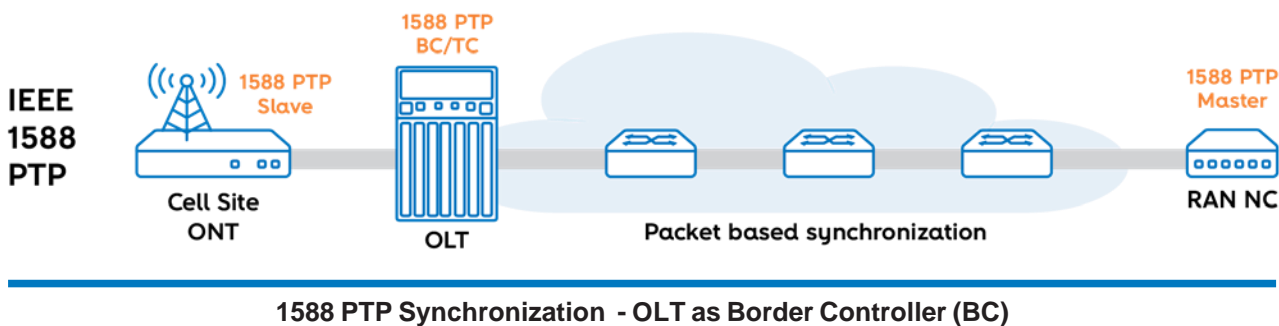 1588 PTP
BC/TC
IEEE
1588
PTP
1588 PTP
Slave
1588 PTP
Master
Cell Site
ONT
OLT
Packet based synchronization
RAN NC
1588 PTP Synchronization - OLT as Border Controller (BC)